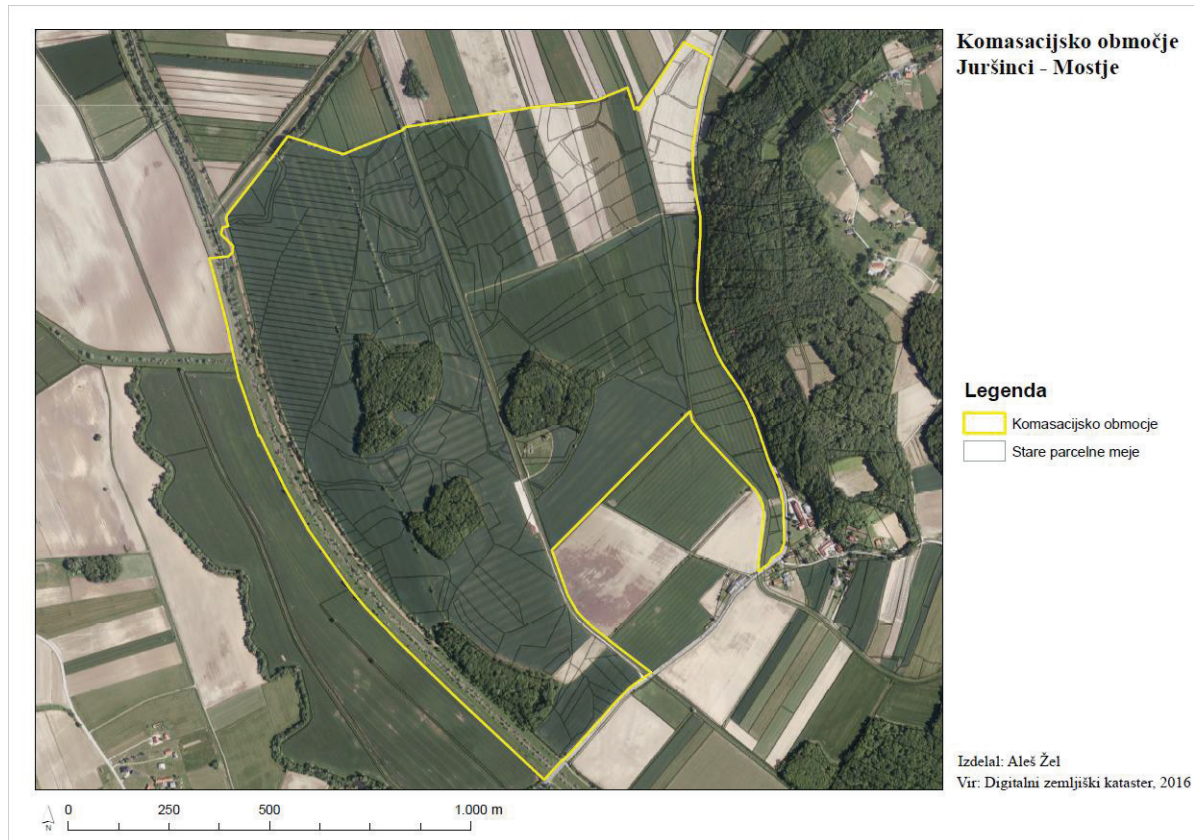 Komasacijsko območje
Juršinci - Mostje
Legenda
Komasacijsko obmocje
Stare parcelne meje
Izdelal: Aleš Žel
Vir: Digitalni zemljiški kataster, 2016
N
0 250 500 1.000 m